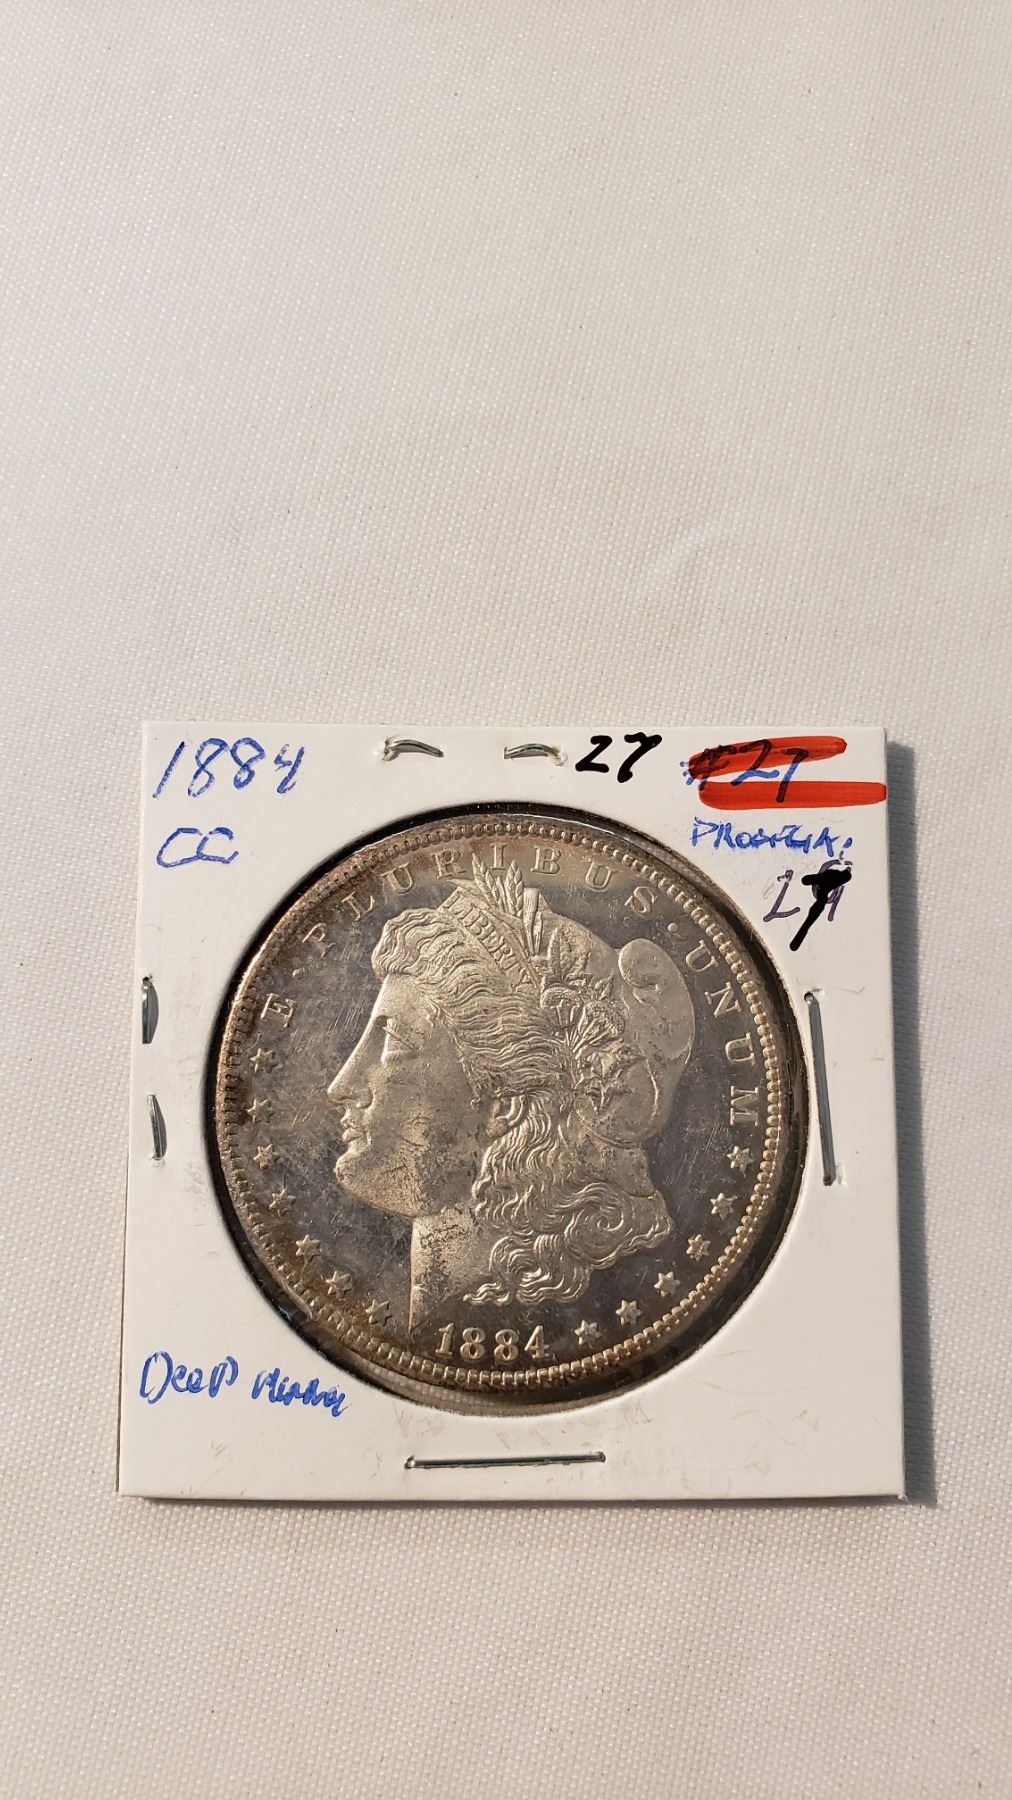 1884
CC
27
#27
27
E·PLURIBUS·UNUM
LIBERTY
1884
Deep Mirror